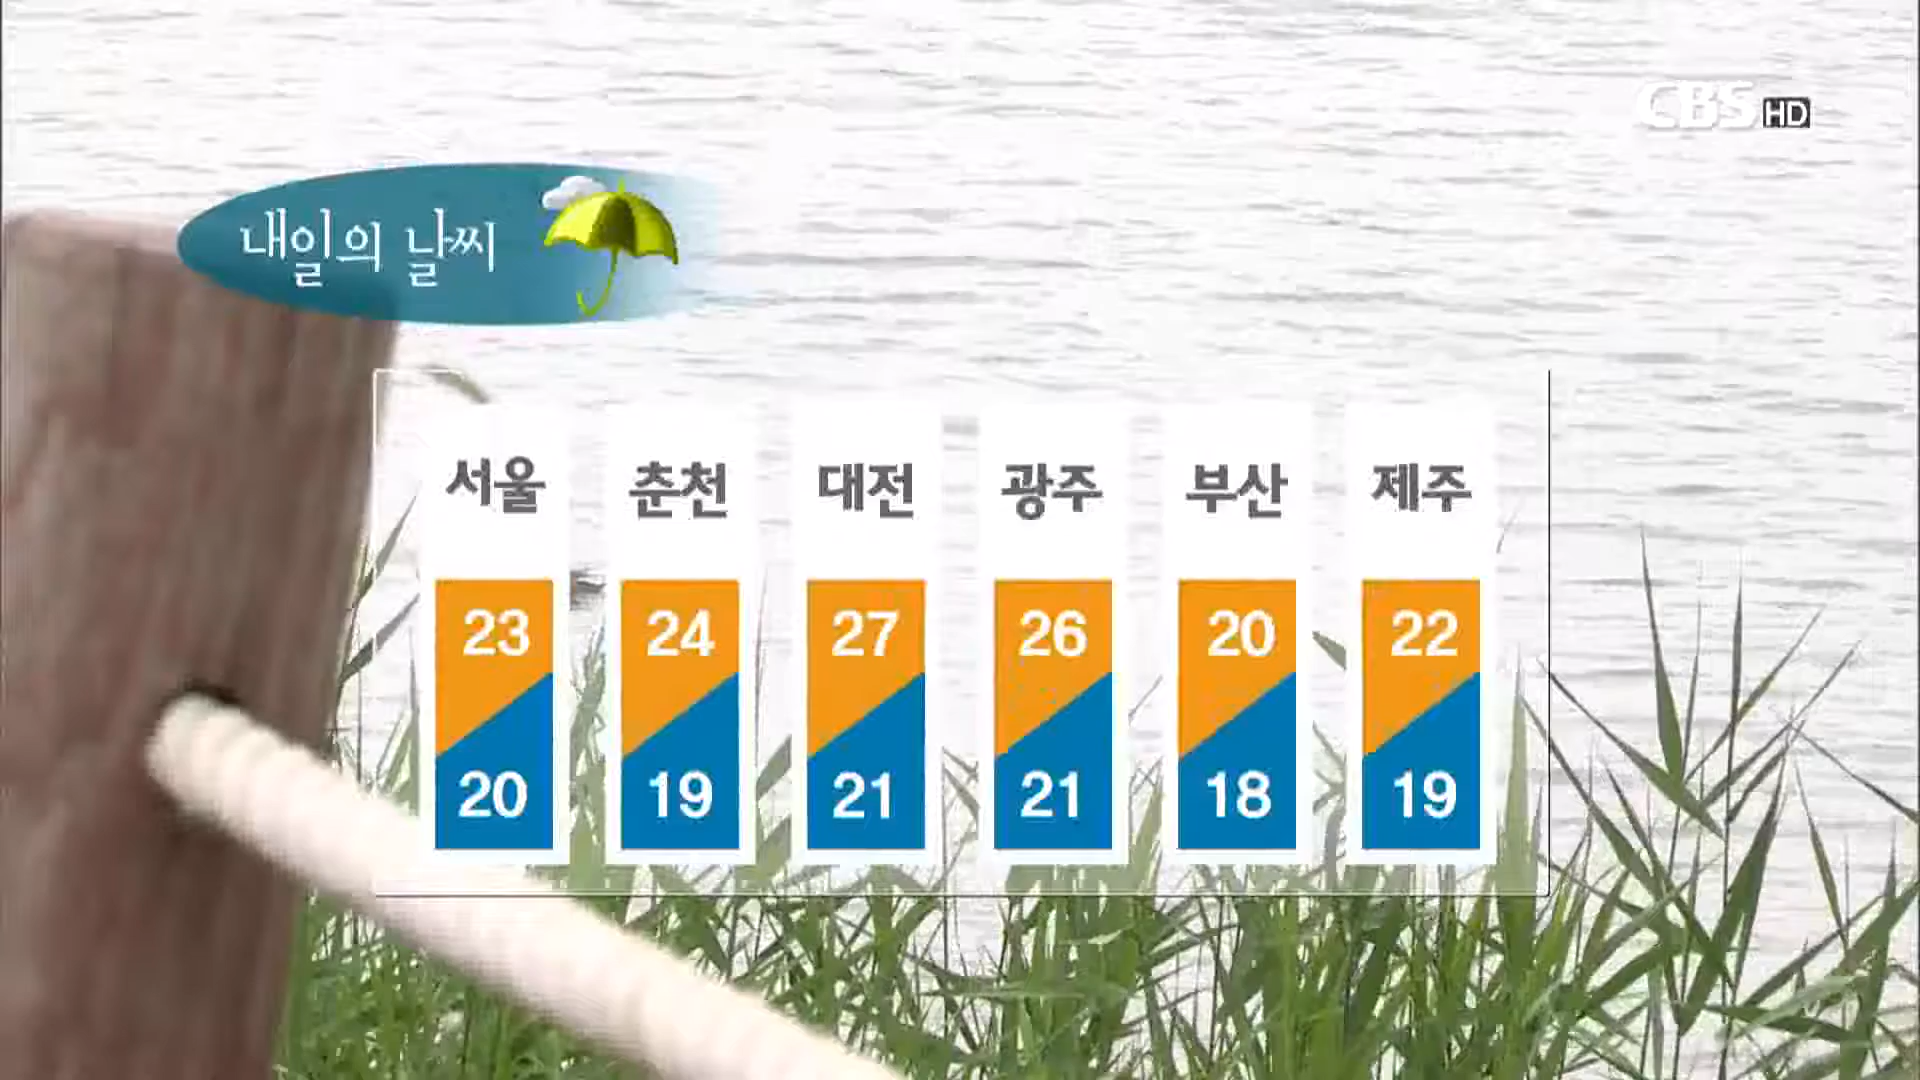 CBS HD
내일의 날씨
서울 춘천 대전 광주 부산 제주
23 24 27 26 20 22
20 19 21 21 18 19